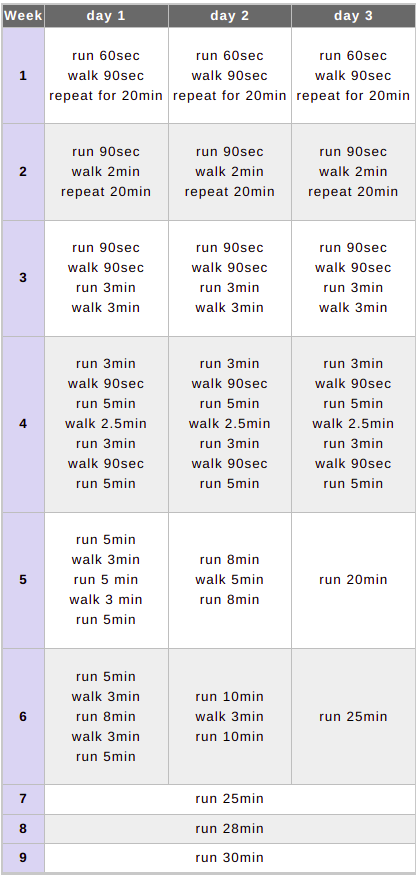 Week day 1 day 2 day 3
1
run 60sec
walk 90sec
repeat for 20min
run 60sec
walk 90sec
repeat for 20min
run 60sec
walk 90sec
repeat for 20min
2
run 90sec
walk 2min
repeat 20min
run 90sec
walk 2min
repeat 20min
run 90sec
walk 2min
repeat 20min
3
run 90sec
walk 90sec
run 3min
walk 3min
run 90sec
walk 90sec
run 3min
walk 3min
run 90sec
walk 90sec
run 3min
walk 3min
4
run 3min
walk 90sec
run 5min
walk 2.5min
run 3min
walk 90sec
run 5min
run 3min
walk 90sec
run 5min
walk 2.5min
run 3min
walk 90sec
run 5min
run 3min
walk 90sec
run 5min
walk 2.5min
run 3min
walk 90sec
run 5min
5
run 5min
walk 3min
run 5 min
walk 3 min
run 5min
run 8min
walk 5min
run 8min
run 20min
6
run 5min
walk 3min
run 8min
walk 3min
run 5min
run 10min
walk 3min
run 10min
run 25min
7
run 25min
8
run 28min
9
run 30min